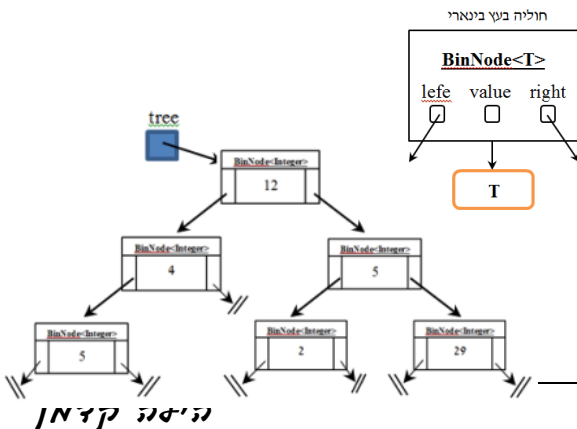 חוליה בעץ בינארי
BinNode<T>
lefe value right
T
tree
BinNode<Integer>
12
BinNode<Integer> BinNode<Integer>
4 5
BinNode<Integer> BinNode<Integer> BinNode<Integer>
5 2 29